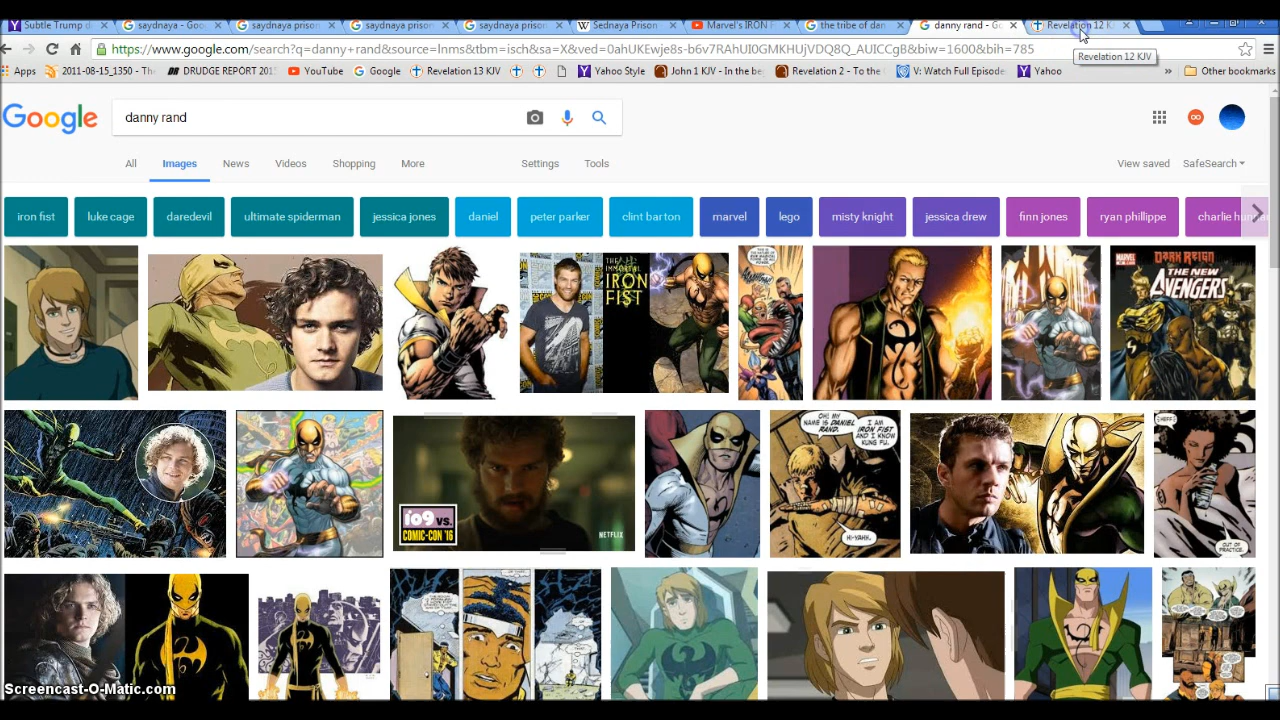 Subtle Trump d
saydnaya - Goo
saydnaya prison
saydnaya prison
saydnaya prison
Sednaya Prison
Marvel's IRON F
the tribe of dan
danny rand - Go
Revelation 12 K
https://www.google.com/search?q=danny+rand&source=lnms&tbm=isch&sa=X&ved=0ahUKEwje8s-b6v7RAhUI0GMKHUjVDQ8Q_AUICCgB&biw=1600&bih=785
Revelation 12 KJV
Apps
2011-08-15_1350 - The
DRUDGE REPORT 201
YouTube
Google
Revelation 13 KJV
Yahoo Style
John 1 KJV - In the be
Revelation 2 - To the
V: Watch Full Episode
Yahoo
»
Other bookmarks
Google
danny rand
All
Images
News
Videos
Shopping
More
Settings
Tools
View saved
SafeSearch
iron fist
luke cage
daredevil
ultimate spiderman
jessica jones
daniel
peter parker
clint barton
marvel
lego
misty knight
jessica drew
finn jones
ryan phillippe
charlie hunnam
THE IMMORTAL
IRON
FIST
MARVEL
DARK REIGN
THE NEW
AVENGERS
io9 vs.
COMIC-CON '16
NETFLIX
OH! MY
NAME IS DANIEL
RAND.
I AM
IRON FIST
AND I KNOW
KUNG FU.
HI-YAHH.
OUT OF
PRACTICE.
Screencast-O-Matic.com